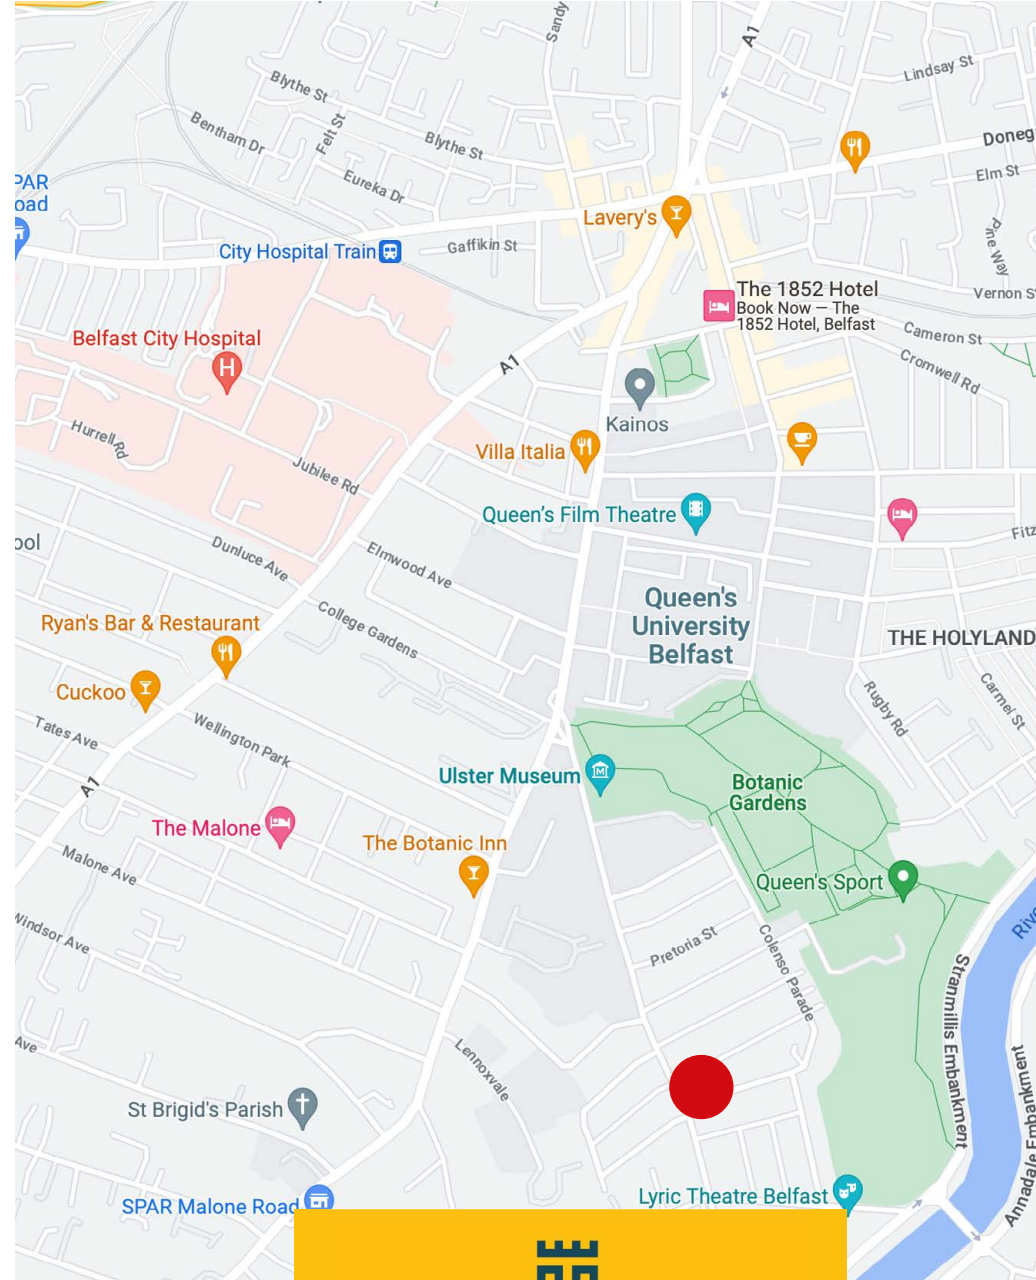 Sandy
A1
Lindsay St
Blythe St
Bentham Dr
Felt St
Blythe St
Doneg
Elm St
Eureka Dr
PAR
oad
Lavery's
Pine Way
City Hospital Train
Gaffikin St
The 1852 Hotel
Book Now — The
1852 Hotel, Belfast
Vernon S
Cameron St
Belfast City Hospital
H
A1
Cromwell Rd
Kainos
Hurrell Rd
Villa Italia
Jubilee Rd
Queen's Film Theatre
Fitz
ool
Dunluce Ave
Elmwood Ave
Queen's
University
Belfast
College Gardens
Ryan's Bar & Restaurant
THE HOLYLAND
Cuckoo
Rugby Rd
Carmel St
Tates Ave
Wellington Park
A1
Ulster Museum
M
Botanic
Gardens
The Malone
The Botanic Inn
Malone Ave
Queen's Sport
Windsor Ave
Pretoria St
Colenso Parade
Rive
Stranmillis Embankment
Ave
Lennoxvale
Annadale Embankment
St Brigid's Parish
SPAR Malone Road
Lyric Theatre Belfast